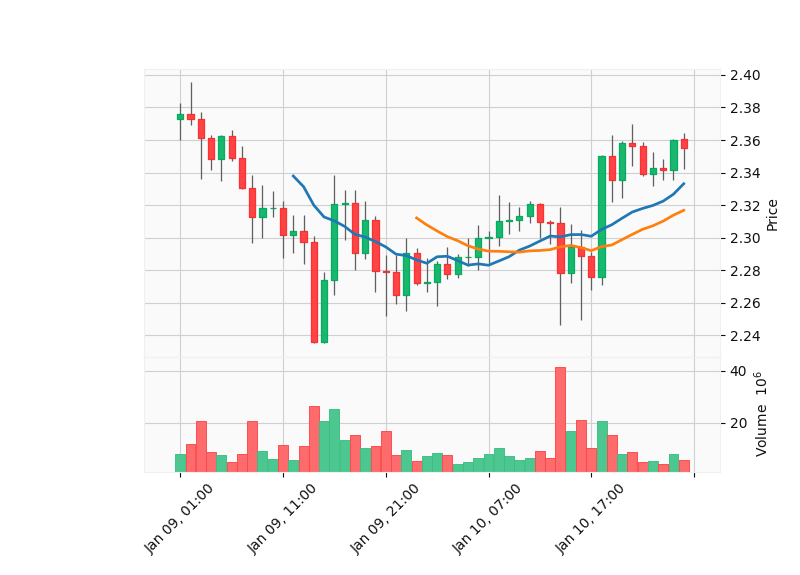 2.40
2.38
2.36
2.34
2.32
2.30
2.28
2.26
2.24
Price
40
20
Volume 10⁶
Jan 09, 01:00
Jan 09, 11:00
Jan 09, 21:00
Jan 10, 07:00
Jan 10, 17:00